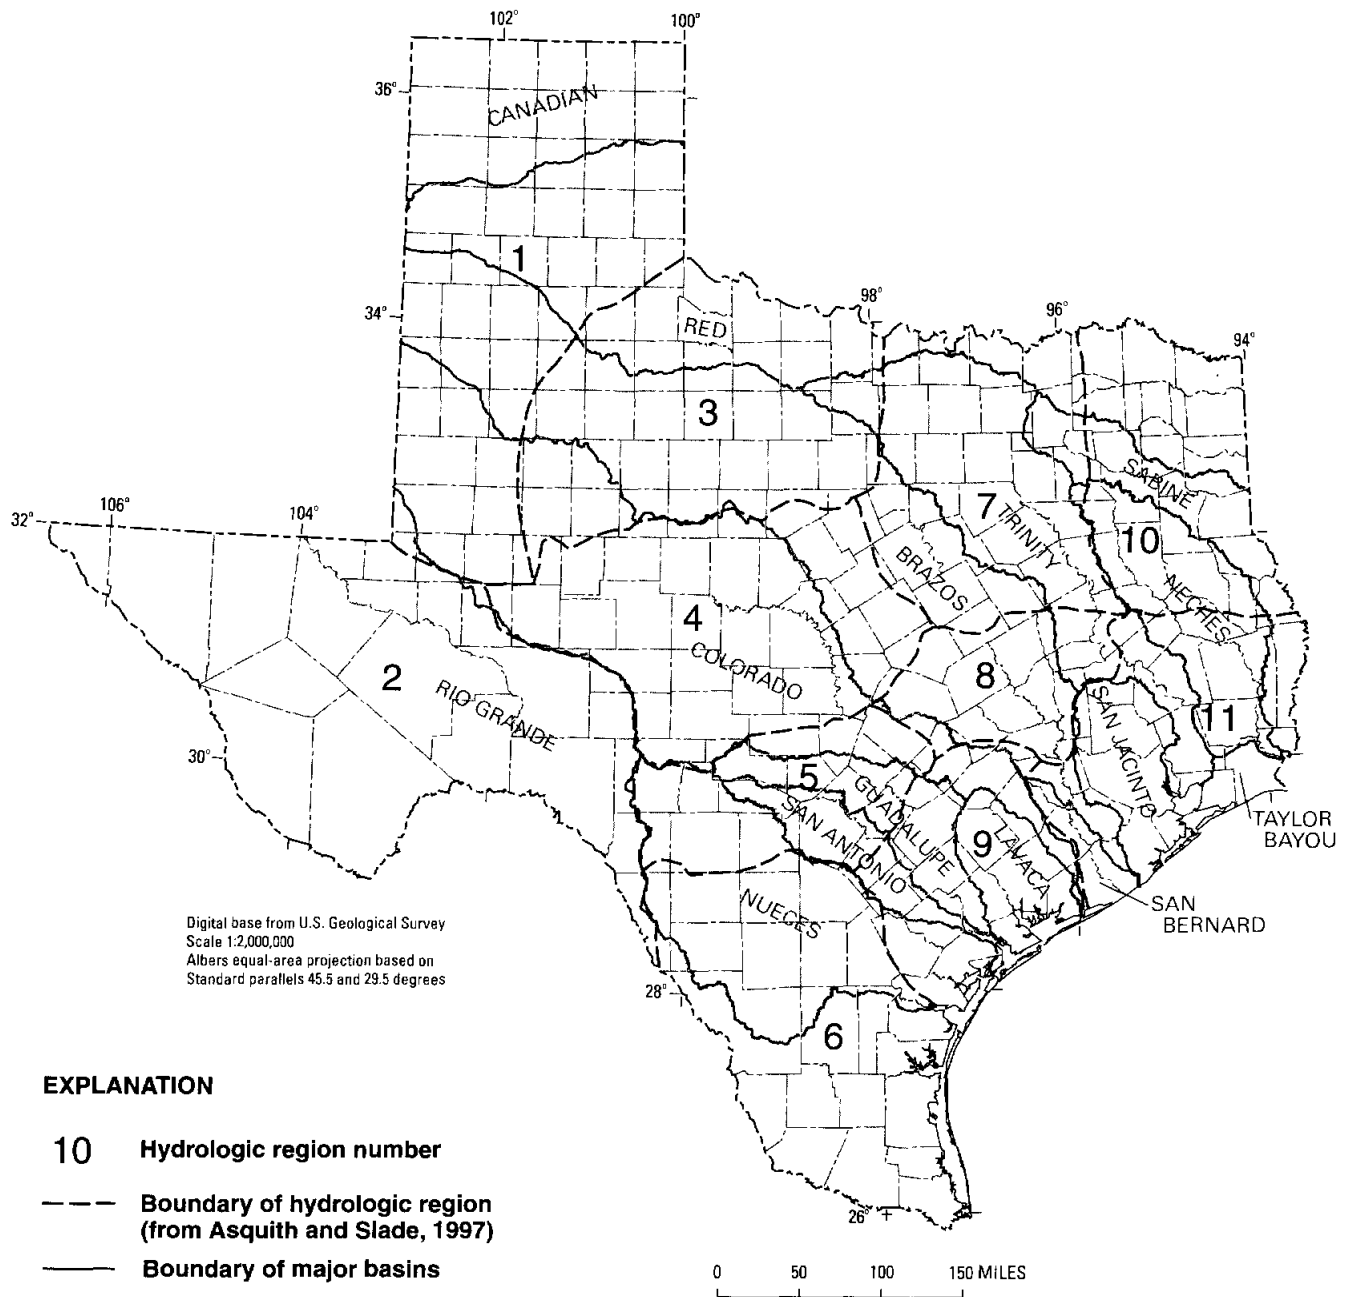 102° 100°
36°
CANADIAN
1
34°
RED
98°
96°
94°
3
SABINE
7
TRINITY
32°
106°
104°
10
BRAZOS
NECHES
4
COLORADO
2
RIO GRANDE
8
SAN JACINTO
11
30°
5
GUADALUPE
SAN ANTONIO
9
LAVACA
TAYLOR
BAYOU
NUECES
SAN
BERNARD
Digital base from U.S. Geological Survey
Scale 1:2,000,000
Albers equal-area projection based on
Standard parallels 45.5 and 29.5 degrees
28°
6
26°
EXPLANATION
10 Hydrologic region number
Boundary of hydrologic region
(from Asquith and Slade, 1997)
Boundary of major basins
0 50 100 150 MILES